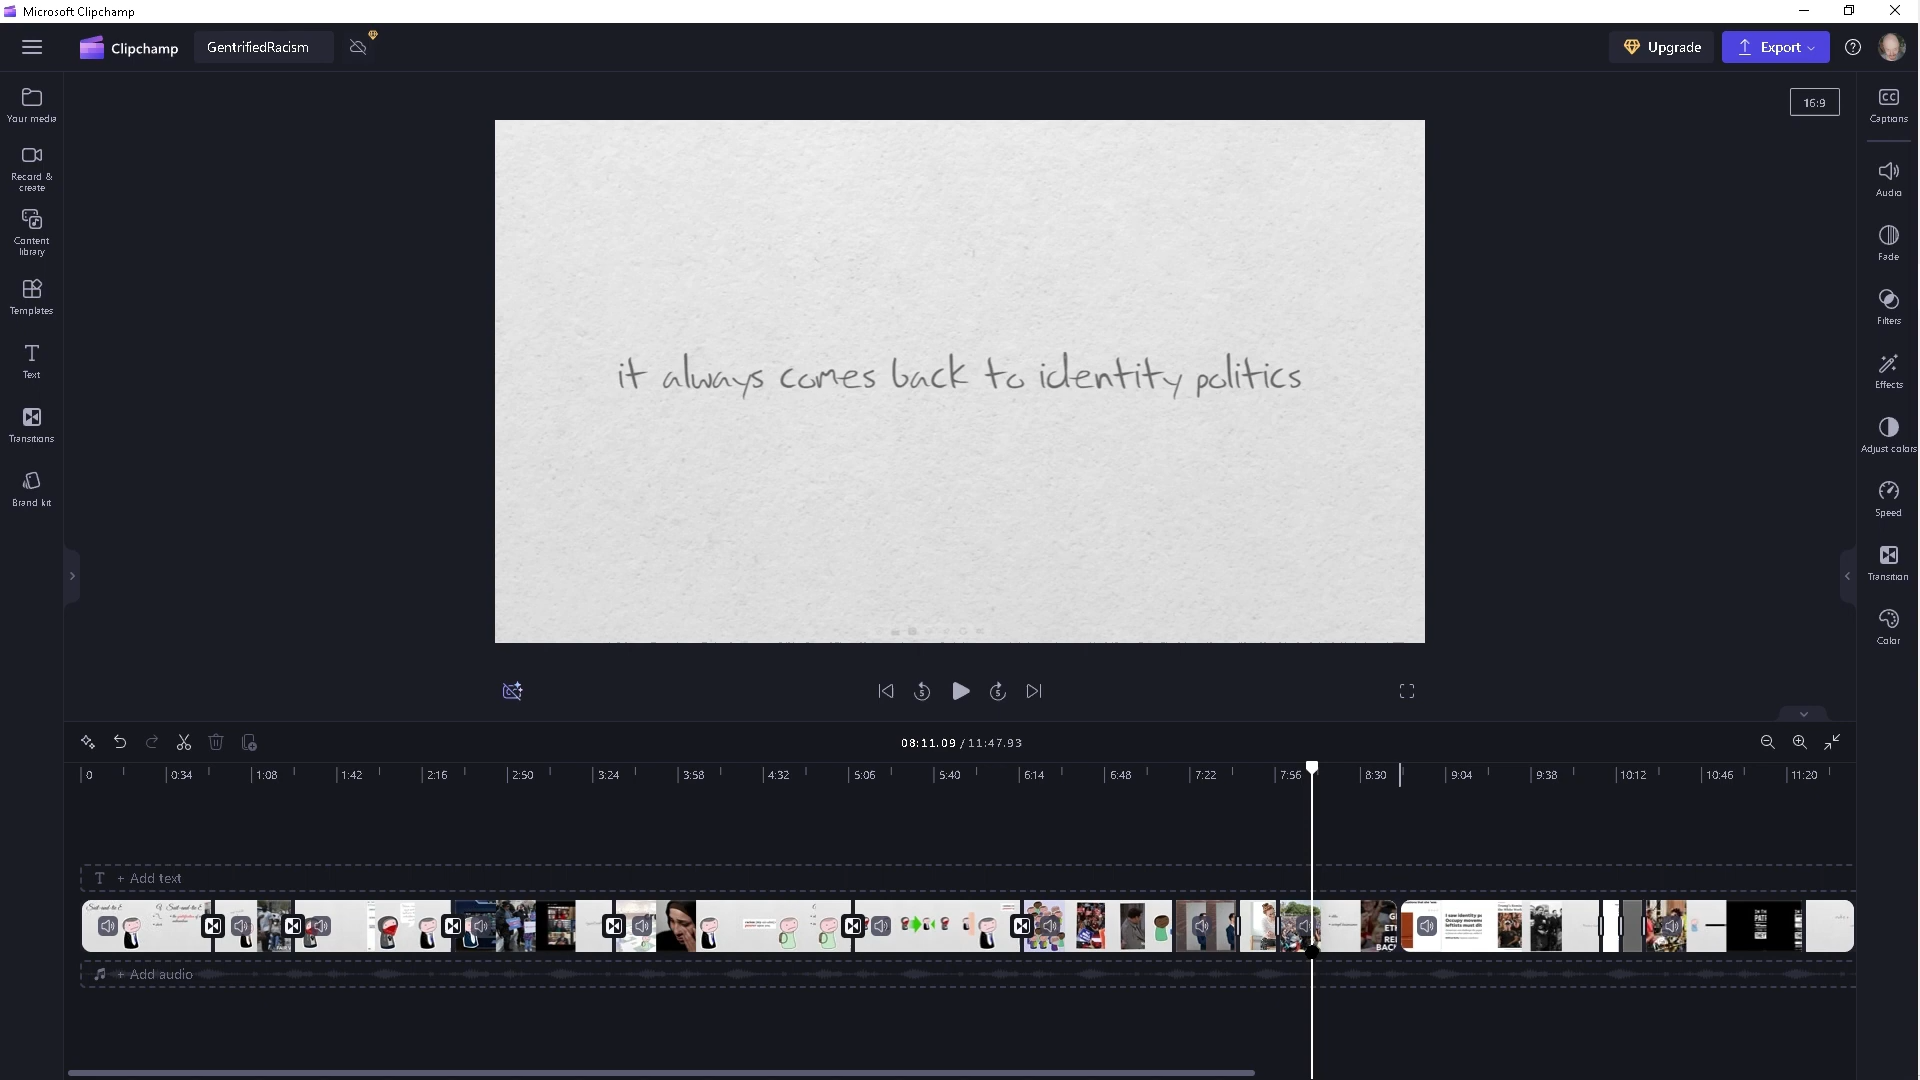 Microsoft Clipchamp
Clipchamp
GentrifiedRacism
Upgrade
Export
16:9
Your media
Record & create
Content library
Templates
Text
Transitions
Brand kit
Captions
Audio
Fade
Filters
Effects
Adjust colors
Speed
Transition
Color
it always comes back to identity politics
08:11.09 / 11:47.93
0 0:34 1:08 1:42 2:16 2:50 3:24 3:58 4:32 5:06 5:40 6:14 6:48 7:22 7:56 8:30 9:04 9:38 10:12 10:46 11:20
T + Add text
+ Add audio